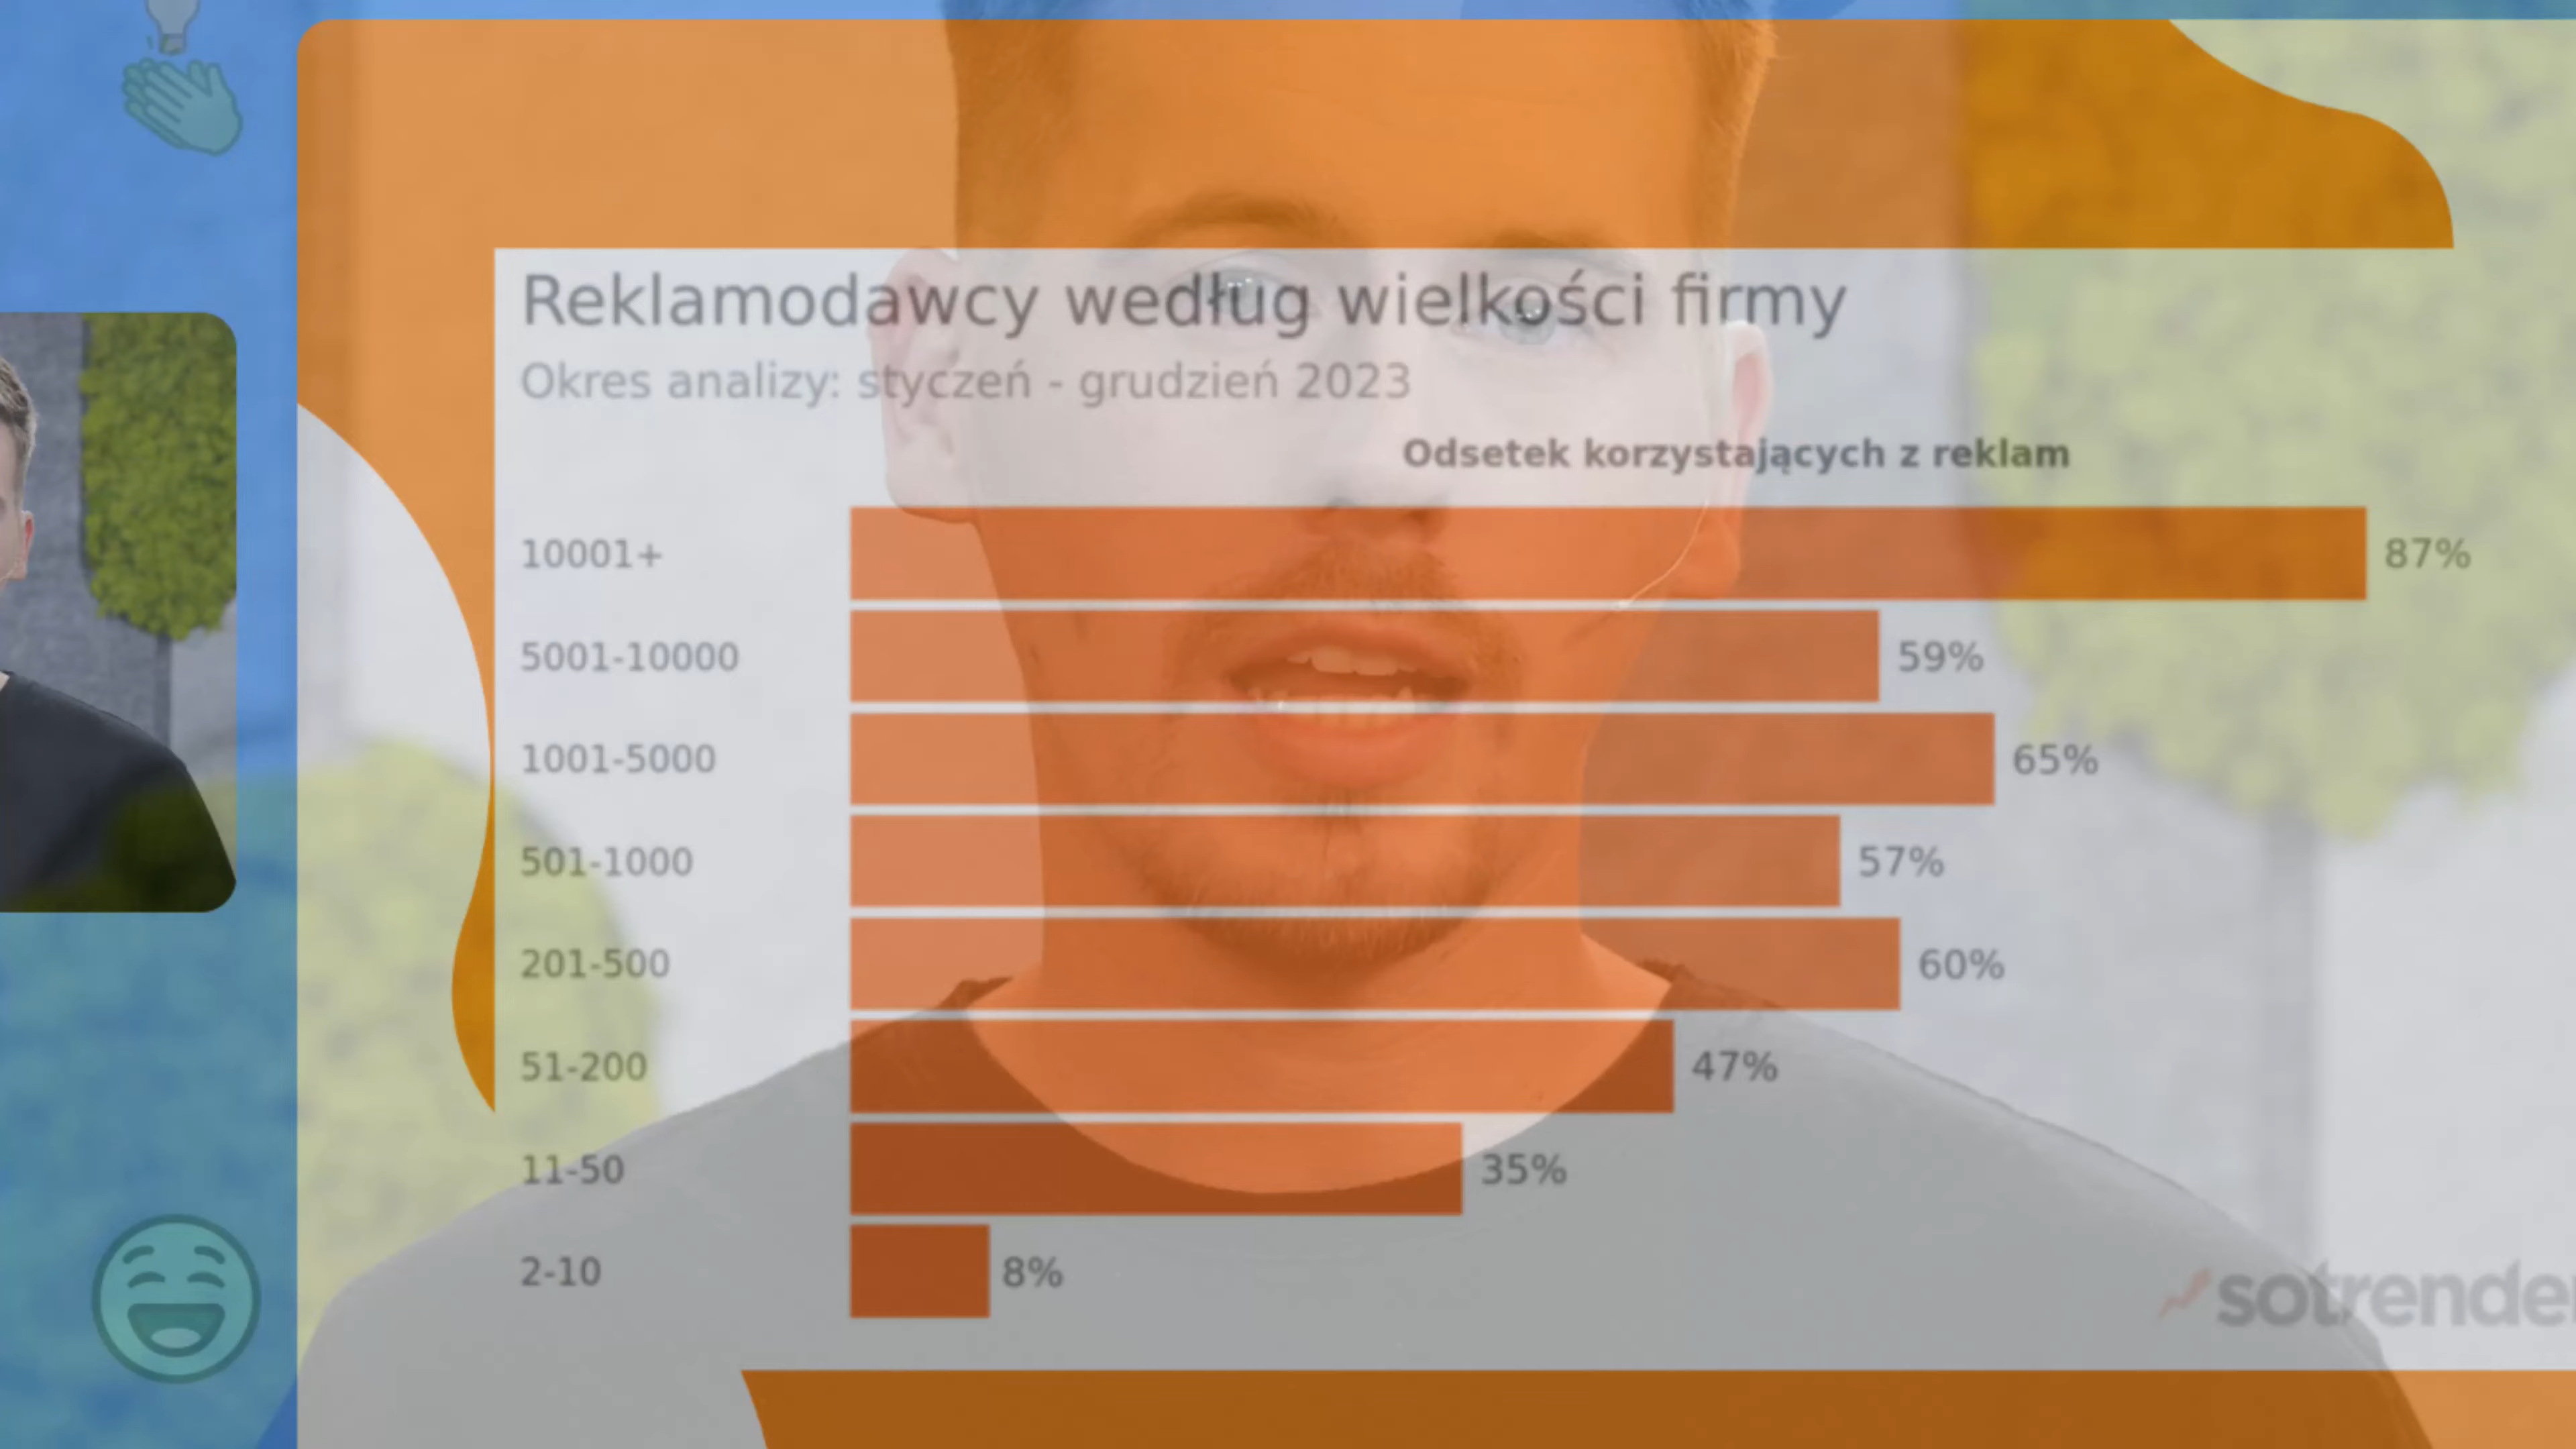 Reklamodawcy według wielkości firmy
Okres analizy: styczeń - grudzień 2023
Odsetek korzystających z reklam
10001+ 87%
5001-10000 59%
1001-5000 65%
501-1000 57%
201-500 60%
51-200 47%
11-50 35%
2-10 8%
sotrender